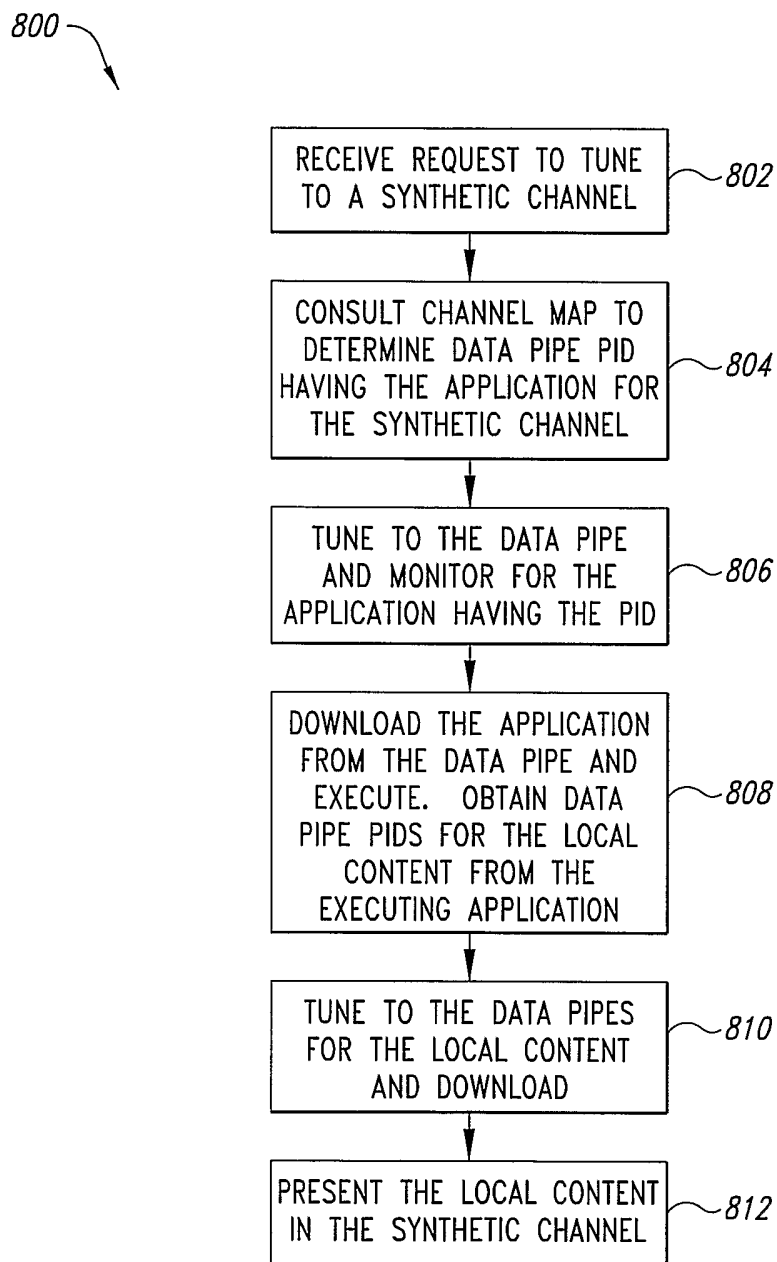 800
RECEIVE REQUEST TO TUNE
TO A SYNTHETIC CHANNEL
802
CONSULT CHANNEL MAP TO
DETERMINE DATA PIPE PID
HAVING THE APPLICATION FOR
THE SYNTHETIC CHANNEL
804
TUNE TO THE DATA PIPE
AND MONITOR FOR THE
APPLICATION HAVING THE PID
806
DOWNLOAD THE APPLICATION
FROM THE DATA PIPE AND
EXECUTE. OBTAIN DATA
PIPE PIDS FOR THE LOCAL
CONTENT FROM THE
EXECUTING APPLICATION
808
TUNE TO THE DATA PIPES
FOR THE LOCAL CONTENT
AND DOWNLOAD
810
PRESENT THE LOCAL CONTENT
IN THE SYNTHETIC CHANNEL
812